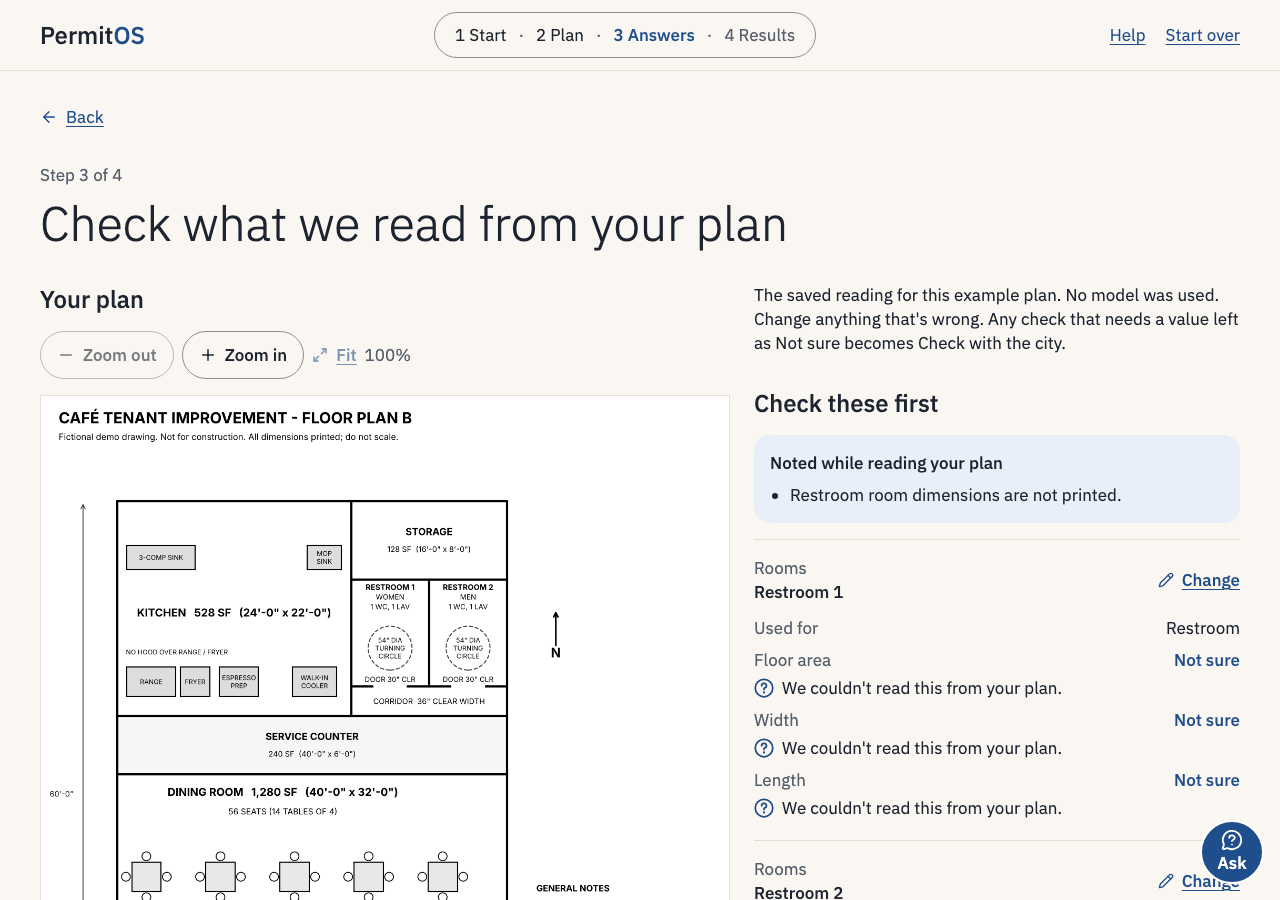 PermitOS
1 Start · 2 Plan · 3 Answers · 4 Results
Help
Start over
Back
Step 3 of 4
Check what we read from your plan
Your plan
Zoom out
Zoom in
Fit
100%
CAFÉ TENANT IMPROVEMENT - FLOOR PLAN B
Fictional demo drawing. Not for construction. All dimensions printed; do not scale.
3-COMP SINK
MOP
SINK
KITCHEN 528 SF (24'-0" x 22'-0")
NO HOOD OVER RANGE / FRYER
RANGE
FRYER
ESPRESSO
PREP
WALK-IN
COOLER
STORAGE
128 SF (16'-0" x 8'-0")
RESTROOM 1
WOMEN
1 WC, 1 LAV
54" DIA
TURNING
CIRCLE
DOOR 30" CLR
RESTROOM 2
MEN
1 WC, 1 LAV
54" DIA
TURNING
CIRCLE
DOOR 30" CLR
CORRIDOR 36" CLEAR WIDTH
N
SERVICE COUNTER
240 SF (40'-0" x 6'-0")
60'-0"
DINING ROOM 1,280 SF (40'-0" x 32'-0")
56 SEATS (14 TABLES OF 4)
GENERAL NOTES
The saved reading for this example plan. No model was used.
Change anything that's wrong. Any check that needs a value left
as Not sure becomes Check with the city.
Check these first
Noted while reading your plan
• Restroom room dimensions are not printed.
Rooms
Restroom 1
Change
Used for
Restroom
Floor area
Not sure
We couldn't read this from your plan.
Width
Not sure
We couldn't read this from your plan.
Length
Not sure
We couldn't read this from your plan.
Ask
Rooms
Restroom 2
Change